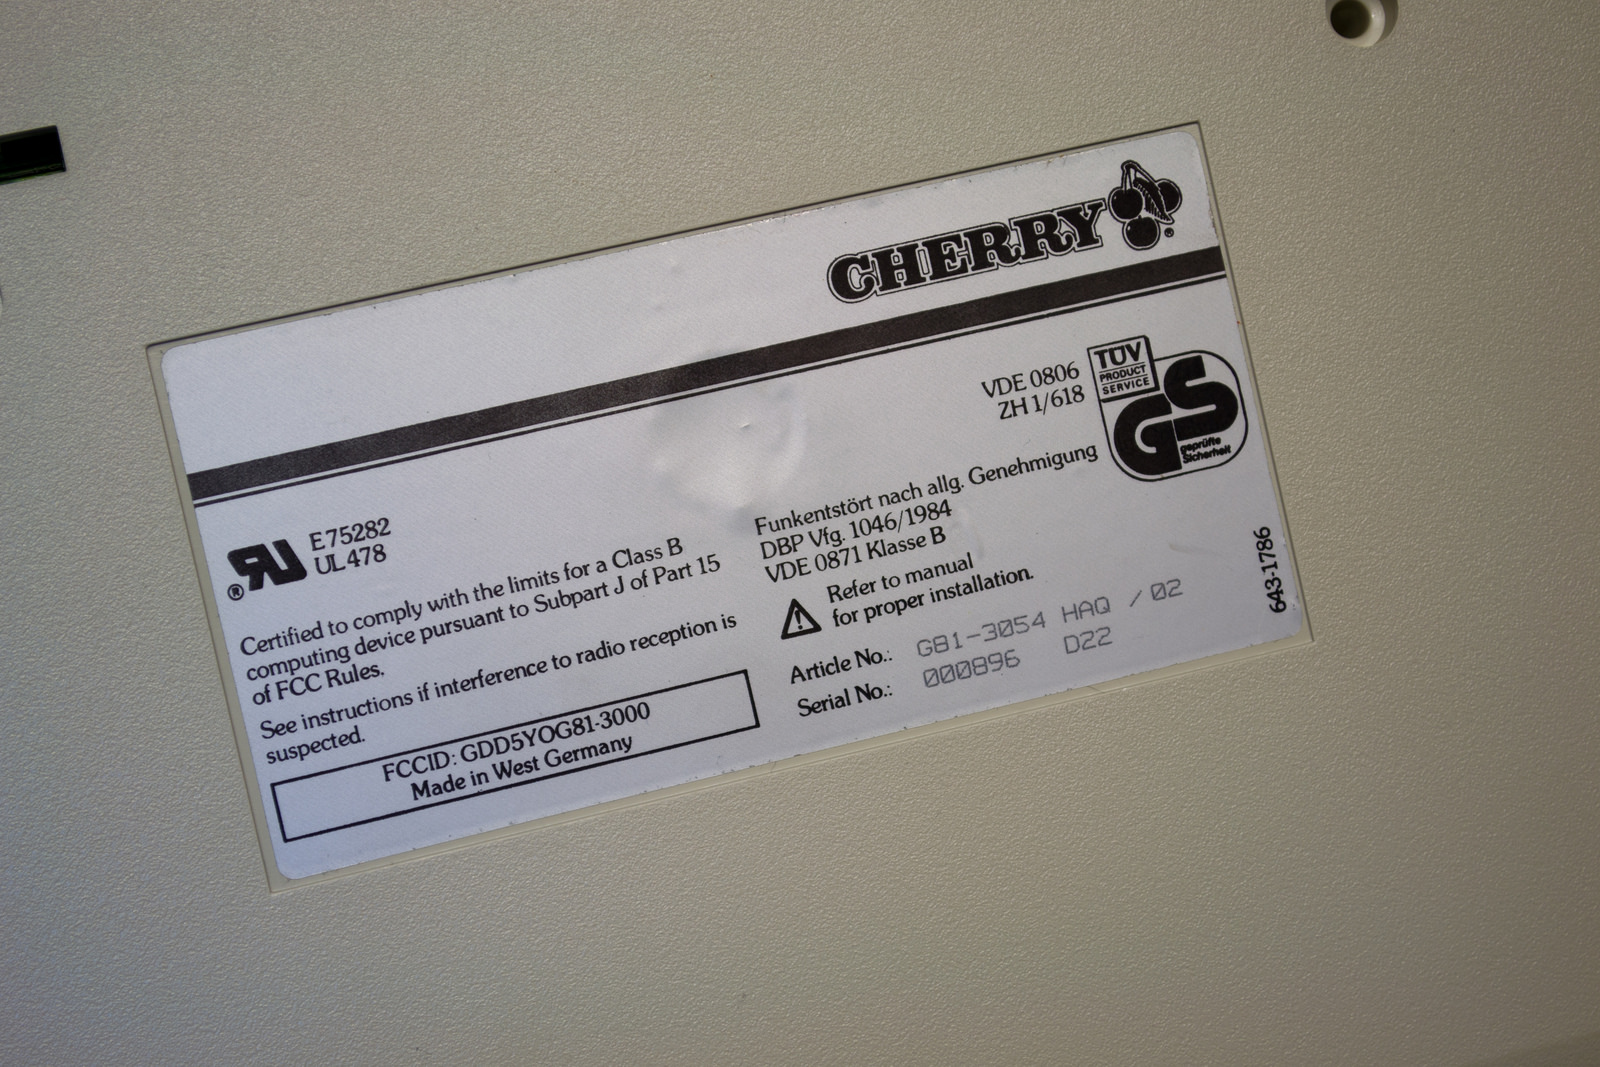 CHERRY
®
VDE 0806
ZH 1/618
TÜV
PRODUCT
SERVICE
GS
geprüfte
Sicherheit
®
E75282
UL478
Certified to comply with the limits for a Class B
computing device pursuant to Subpart J of Part 15
of FCC Rules.
See instructions if interference to radio reception is
suspected.
FCCID: GDD5YOG81-3000
Made in West Germany
Funkentstört nach allg. Genehmigung
DBP Vfg. 1046/1984
VDE 0871 Klasse B
Refer to manual
for proper installation.
Article No.: G81-3054 HAQ / 02
Serial No.: 000896 D22
643-1786